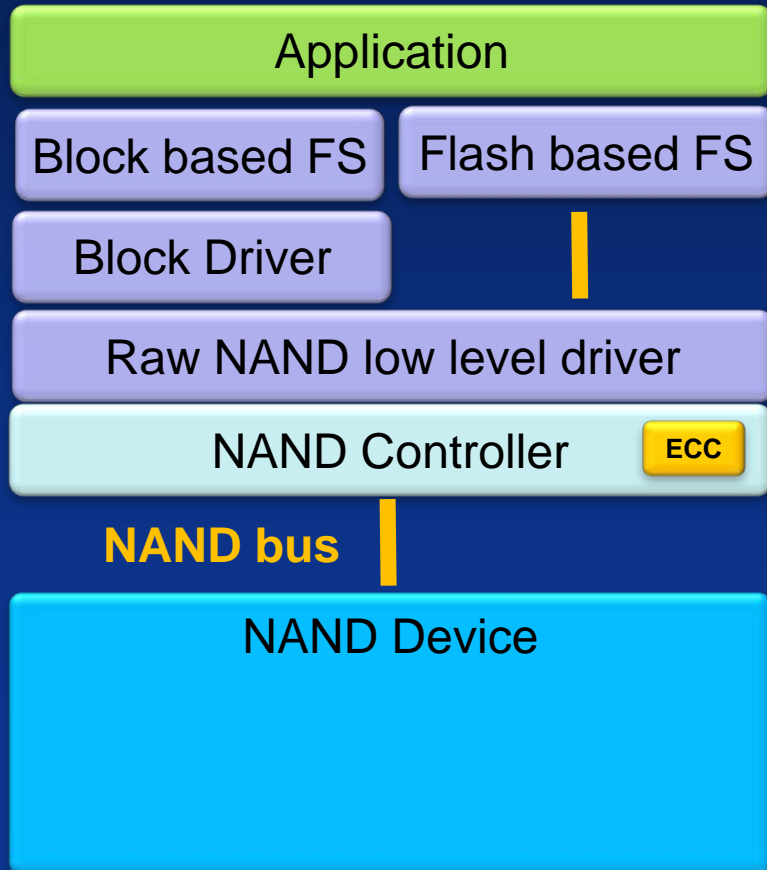 Application
Block based FS
Flash based FS
Block Driver
Raw NAND low level driver
NAND Controller
ECC
NAND bus
NAND Device